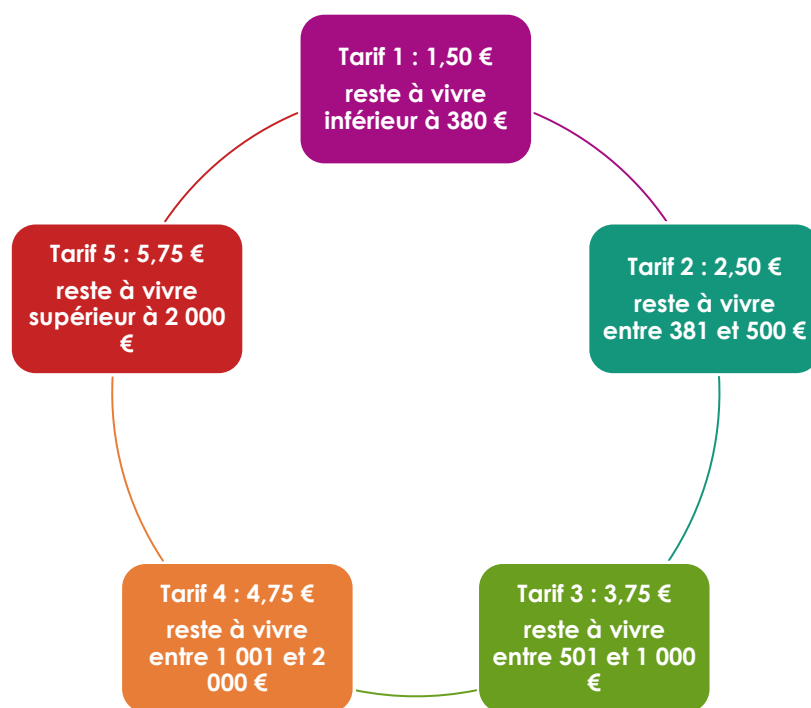 Tarif 1 : 1,50 €
reste à vivre
inférieur à 380 €
Tarif 2 : 2,50 €
reste à vivre
entre 381 et 500 €
Tarif 3 : 3,75 €
reste à vivre
entre 501 et 1 000
€
Tarif 4 : 4,75 €
reste à vivre
entre 1 001 et 2
000 €
Tarif 5 : 5,75 €
reste à vivre
supérieur à 2 000
€